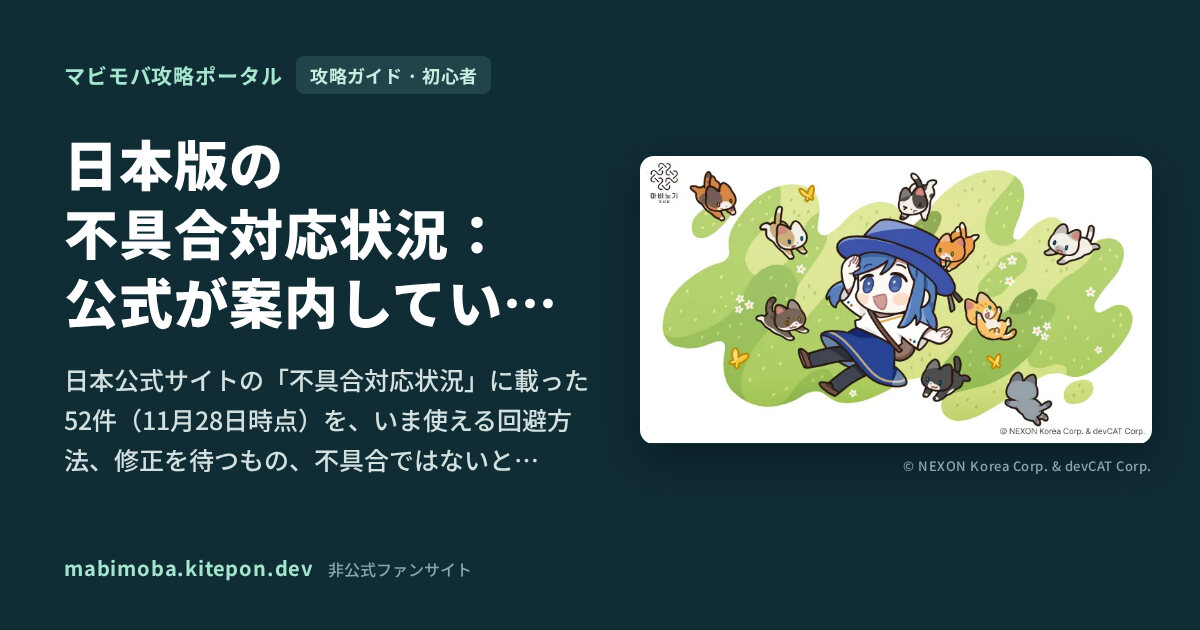 マビモバ攻略ポータル
攻略ガイド・初心者
日本版の
不具合対応状況：
公式が案内してい…
日本公式サイトの「不具合対応状況」に載った
52件（11月28日時点）を、いま使える回避方
法、修正を待つもの、不具合ではないと…
마비노기
© NEXON Korea Corp. & devCAT Corp.
© NEXON Korea Corp. & devCAT Corp.
mabimoba.kitepon.dev
非公式ファンサイト